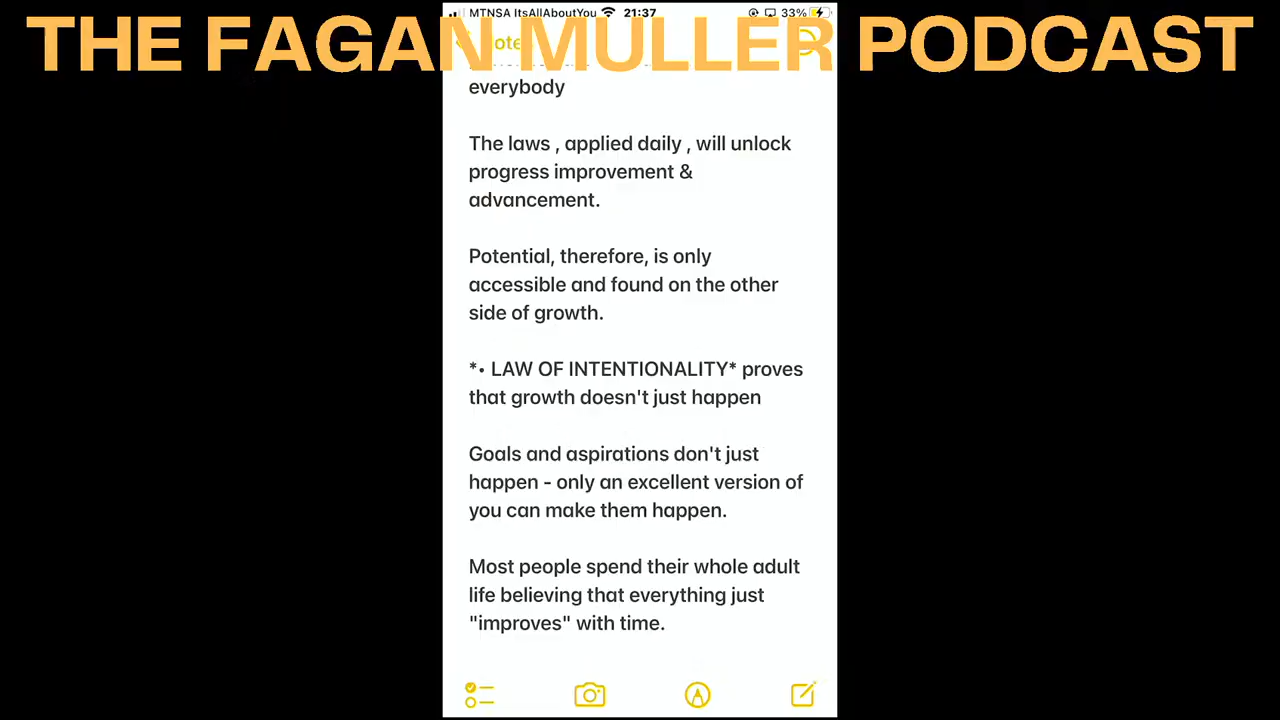 THE FAGAN MULLER PODCAST
MTNSA ItsAllAboutYou 21:37 33%
everybody
The laws , applied daily , will unlock
progress improvement &
advancement.
Potential, therefore, is only
accessible and found on the other
side of growth.
*• LAW OF INTENTIONALITY* proves
that growth doesn't just happen
Goals and aspirations don't just
happen - only an excellent version of
you can make them happen.
Most people spend their whole adult
life believing that everything just
"improves" with time.